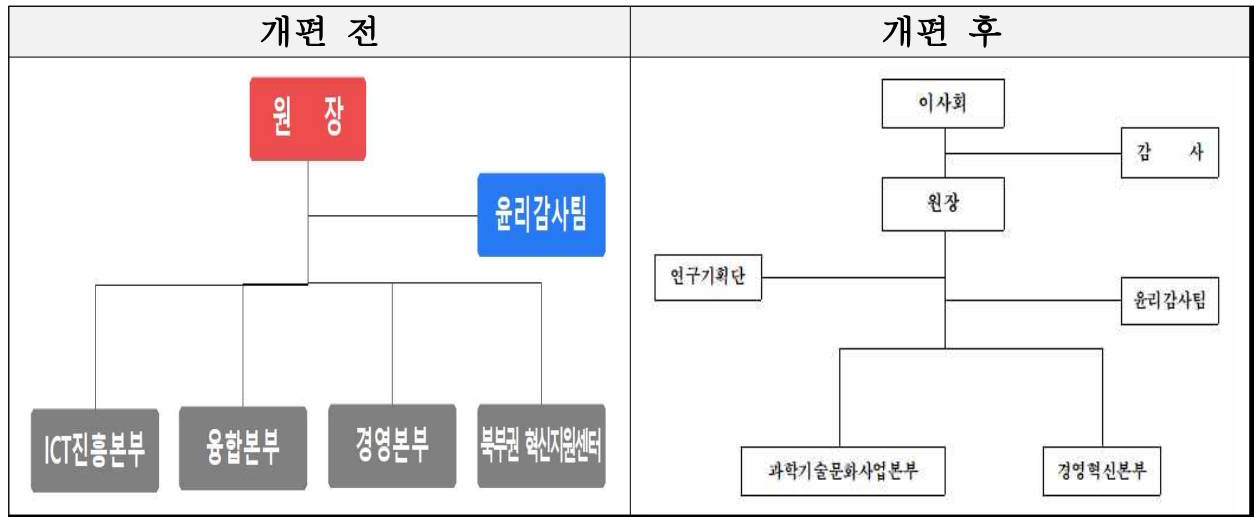 개편 전
개편 후
원 장
윤리감사팀
ICT진흥본부
융합본부
경영본부
북부권 혁신지원센터
이사회
감 사
원장
연구기획단
윤리감사팀
과학기술문화사업본부
경영혁신본부